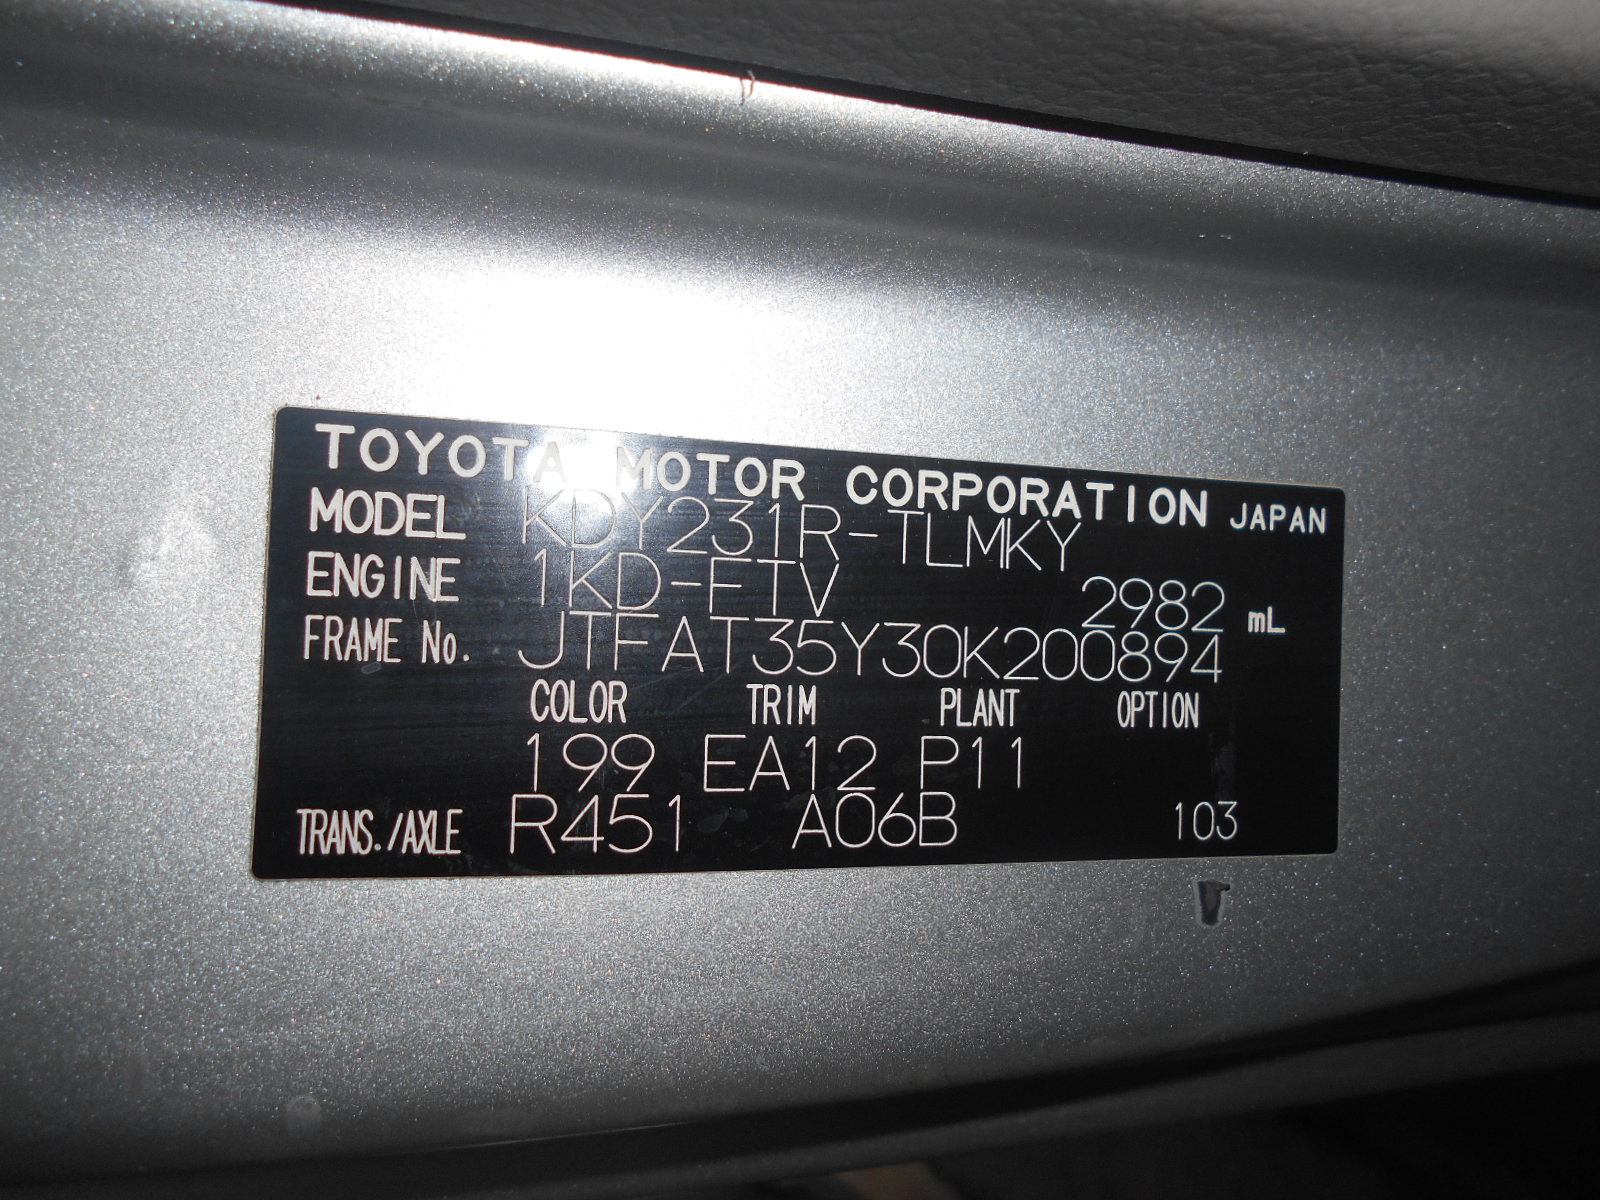 TOYOTA MOTOR CORPORATION JAPAN
MODEL KDY231R-TLMKY
ENGINE 1KD-FTV 2982 mL
FRAME No. JTFAT35Y30K200894
COLOR TRIM PLANT OPTION
199 EA12 P11
TRANS./AXLE R451 A06B 103